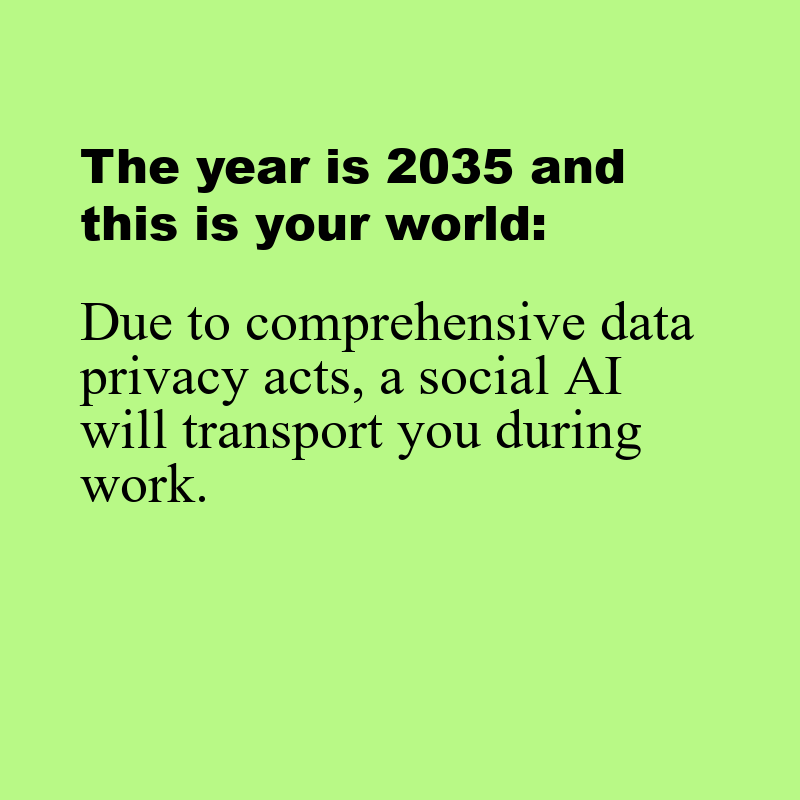 The year is 2035 and
this is your world:
Due to comprehensive data
privacy acts, a social AI
will transport you during
work.